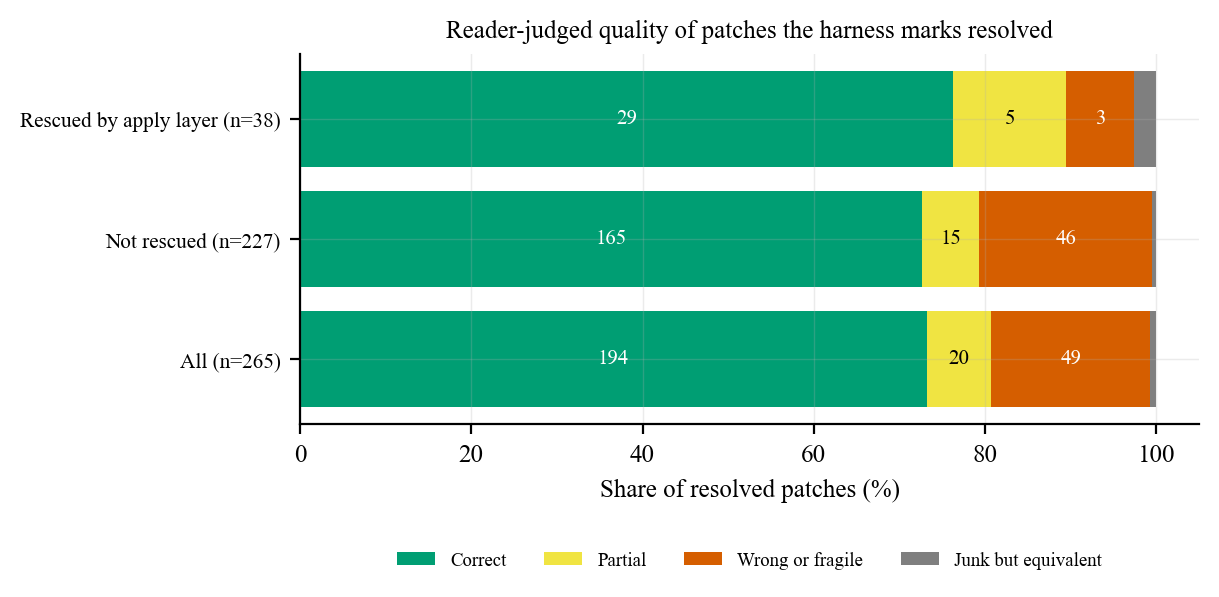 Reader-judged quality of patches the harness marks resolved
Rescued by apply layer (n=38)
29
5
3
Not rescued (n=227)
165
15
46
All (n=265)
194
20
49
0
20
40
60
80
100
Share of resolved patches (%)
Correct
Partial
Wrong or fragile
Junk but equivalent